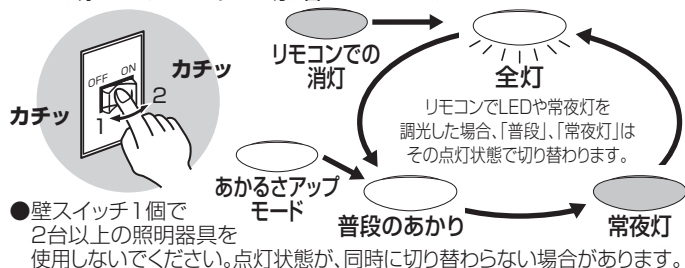 OFF ON
カチッ
カチッ
1
2
リモコンでの
消灯
全灯
リモコンでLEDや常夜灯を
調光した場合、「普段」、「常夜灯」は
その点灯状態で切り替わります。
あかるさアップ
モード
普段のあかり
常夜灯
●壁スイッチ1個で
2台以上の照明器具を
使用しないでください。点灯状態が、同時に切り替わらない場合があります。